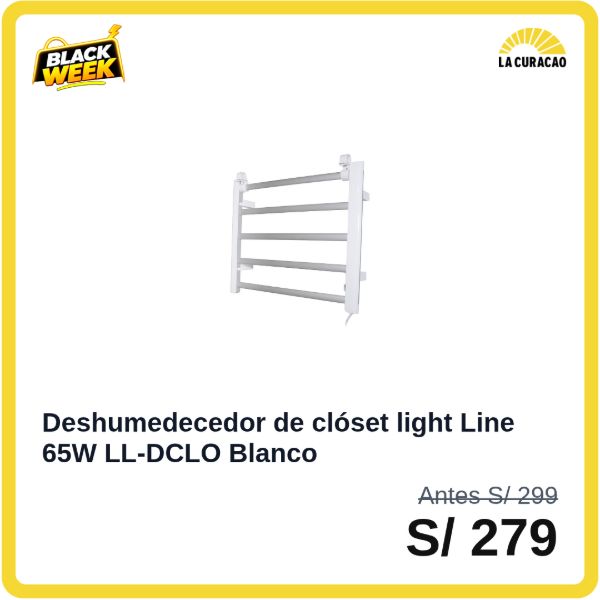 BLACK
WEEK
LA CURACAO
Deshumedecedor de clóset light Line
65W LL-DCLO Blanco
Antes S/ 299
S/ 279